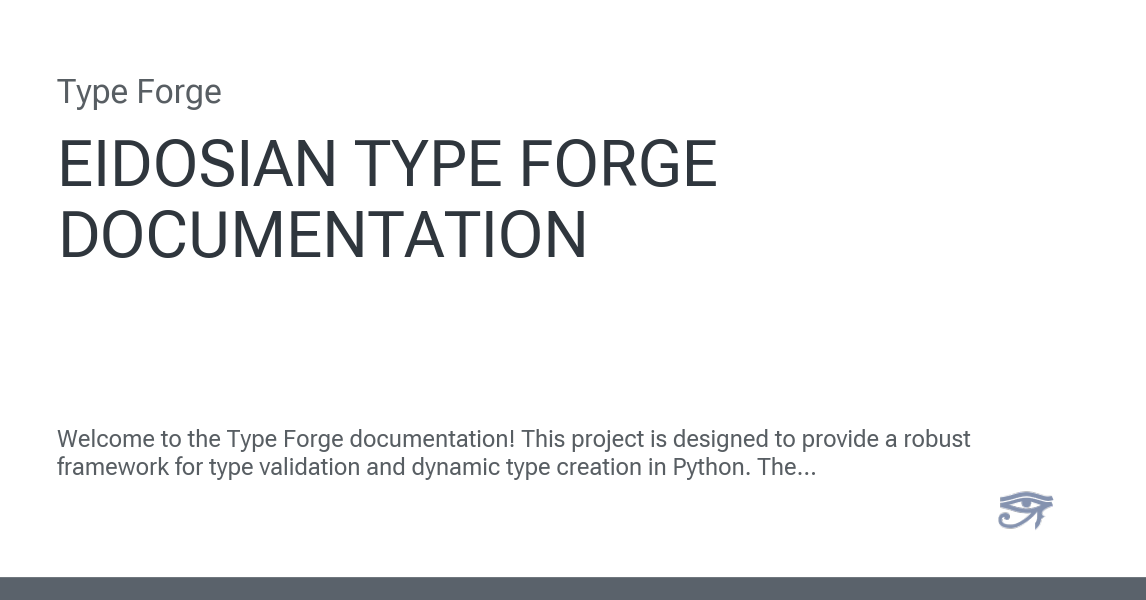 Type Forge
EIDOSIAN TYPE FORGE
DOCUMENTATION
Welcome to the Type Forge documentation! This project is designed to provide a robust
framework for type validation and dynamic type creation in Python. The...